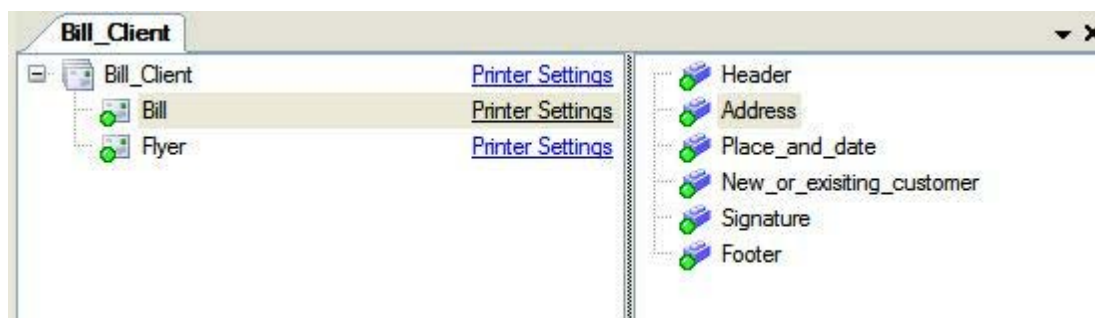 Bill_Client
Bill_Client Printer Settings
Bill Printer Settings
Flyer Printer Settings
Header
Address
Place_and_date
New_or_exisiting_customer
Signature
Footer